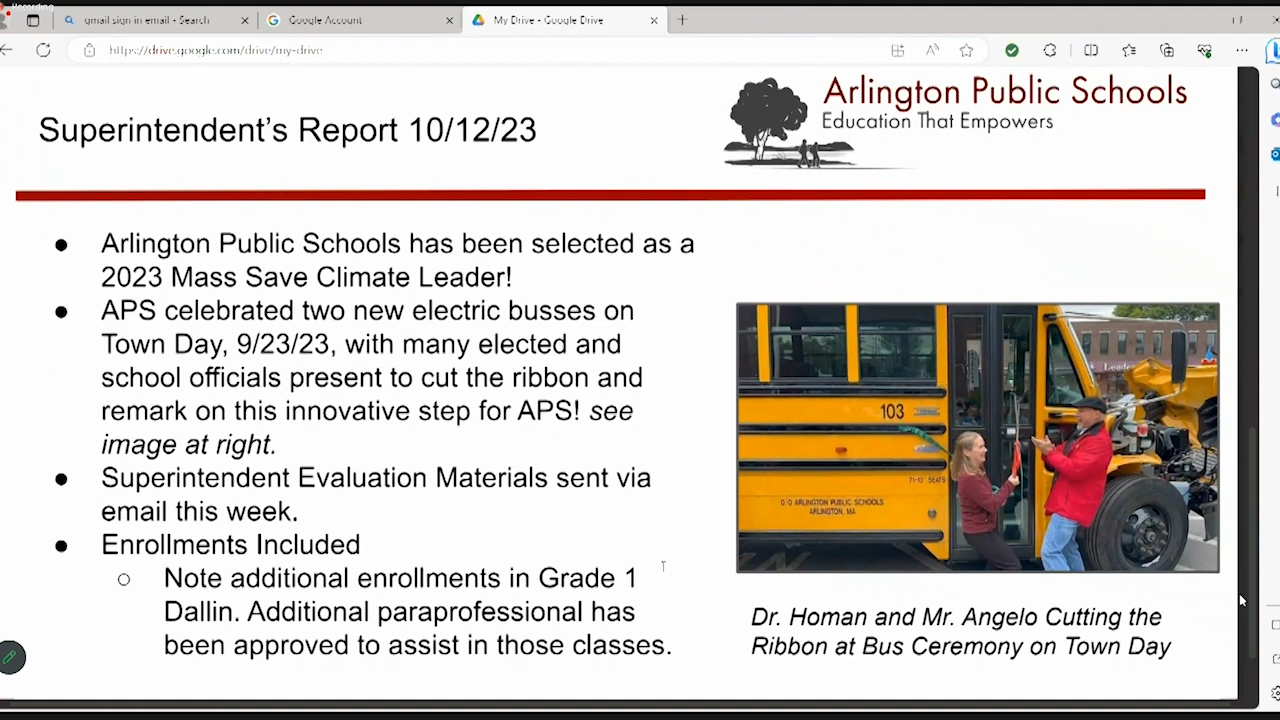 Recording
gmail sign in email - Search
Google Account
My Drive - Google Drive
https://drive.google.com/drive/my-drive
Arlington Public Schools
Education That Empowers
Superintendent's Report 10/12/23
● Arlington Public Schools has been selected as a
2023 Mass Save Climate Leader!
● APS celebrated two new electric busses on
Town Day, 9/23/23, with many elected and
school officials present to cut the ribbon and
remark on this innovative step for APS! see
image at right.
● Superintendent Evaluation Materials sent via
email this week.
● Enrollments Included
○ Note additional enrollments in Grade 1
Dallin. Additional paraprofessional has
been approved to assist in those classes.
103
O/O ARLINGTON PUBLIC SCHOOLS
ARLINGTON, MA
Dr. Homan and Mr. Angelo Cutting the
Ribbon at Bus Ceremony on Town Day